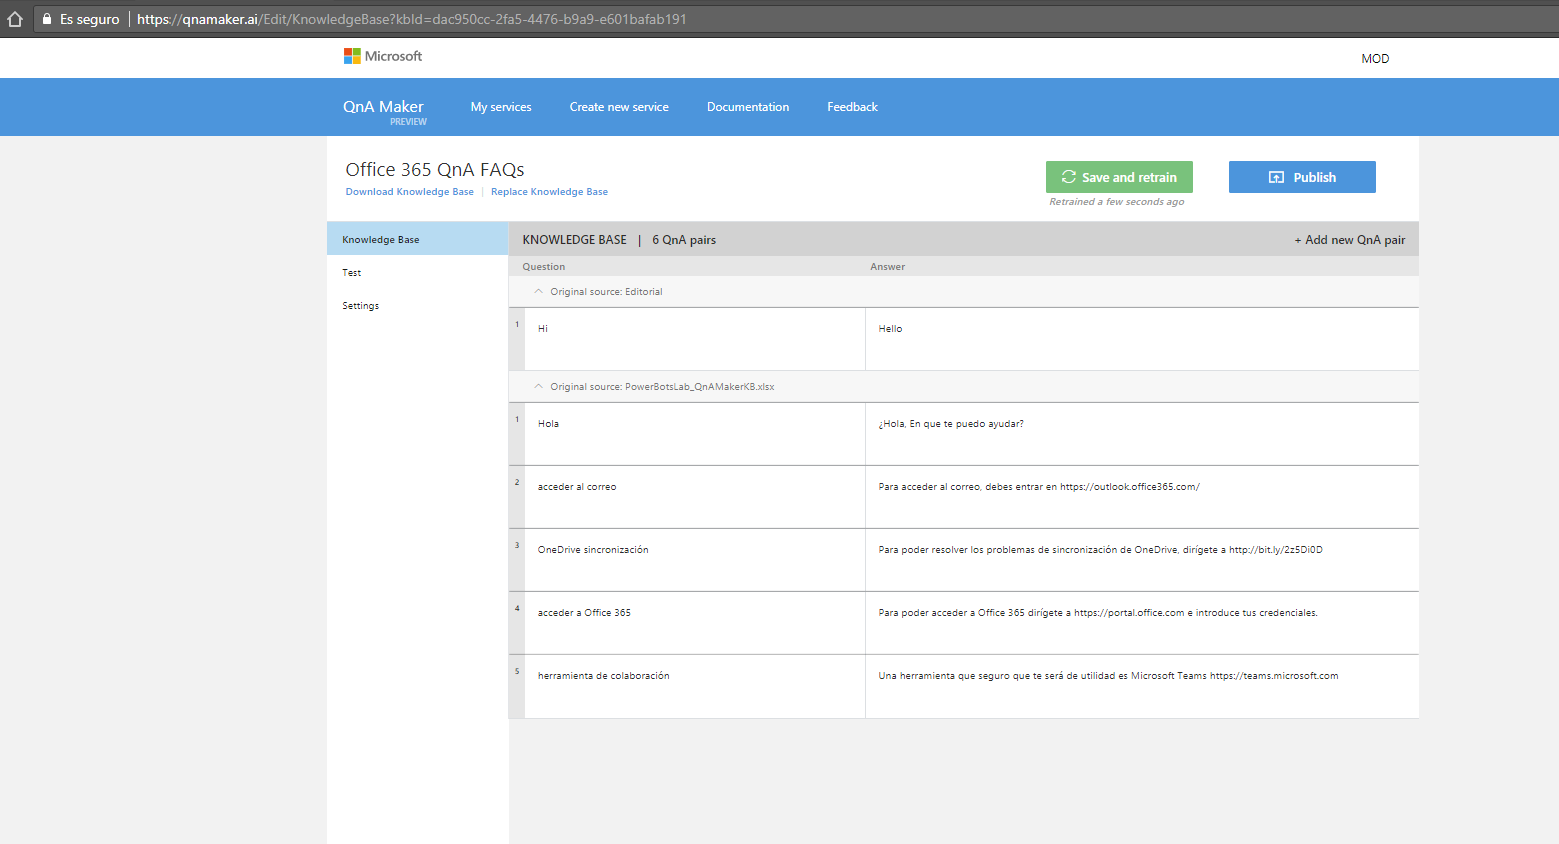 Es seguro | https://qnamaker.ai/Edit/KnowledgeBase?kbId=dac950cc-2fa5-4476-b9a9-e601bafab191
Microsoft
MOD
QnA Maker
PREVIEW
My services
Create new service
Documentation
Feedback
Office 365 QnA FAQs
Download Knowledge Base | Replace Knowledge Base
Save and retrain
Retrained a few seconds ago
Publish
Knowledge Base
Test
Settings
KNOWLEDGE BASE | 6 QnA pairs
+ Add new QnA pair
Question
Answer
Original source: Editorial
1
Hi
Hello
Original source: PowerBotsLab_QnAMakerKB.xlsx
1
Hola
¿Hola, En que te puedo ayudar?
2
acceder al correo
Para acceder al correo, debes entrar en https://outlook.office365.com/
3
OneDrive sincronización
Para poder resolver los problemas de sincronización de OneDrive, dirígete a http://bit.ly/2z5Di0D
4
acceder a Office 365
Para poder acceder a Office 365 dirígete a https://portal.office.com e introduce tus credenciales.
5
herramienta de colaboración
Una herramienta que seguro que te será de utilidad es Microsoft Teams https://teams.microsoft.com